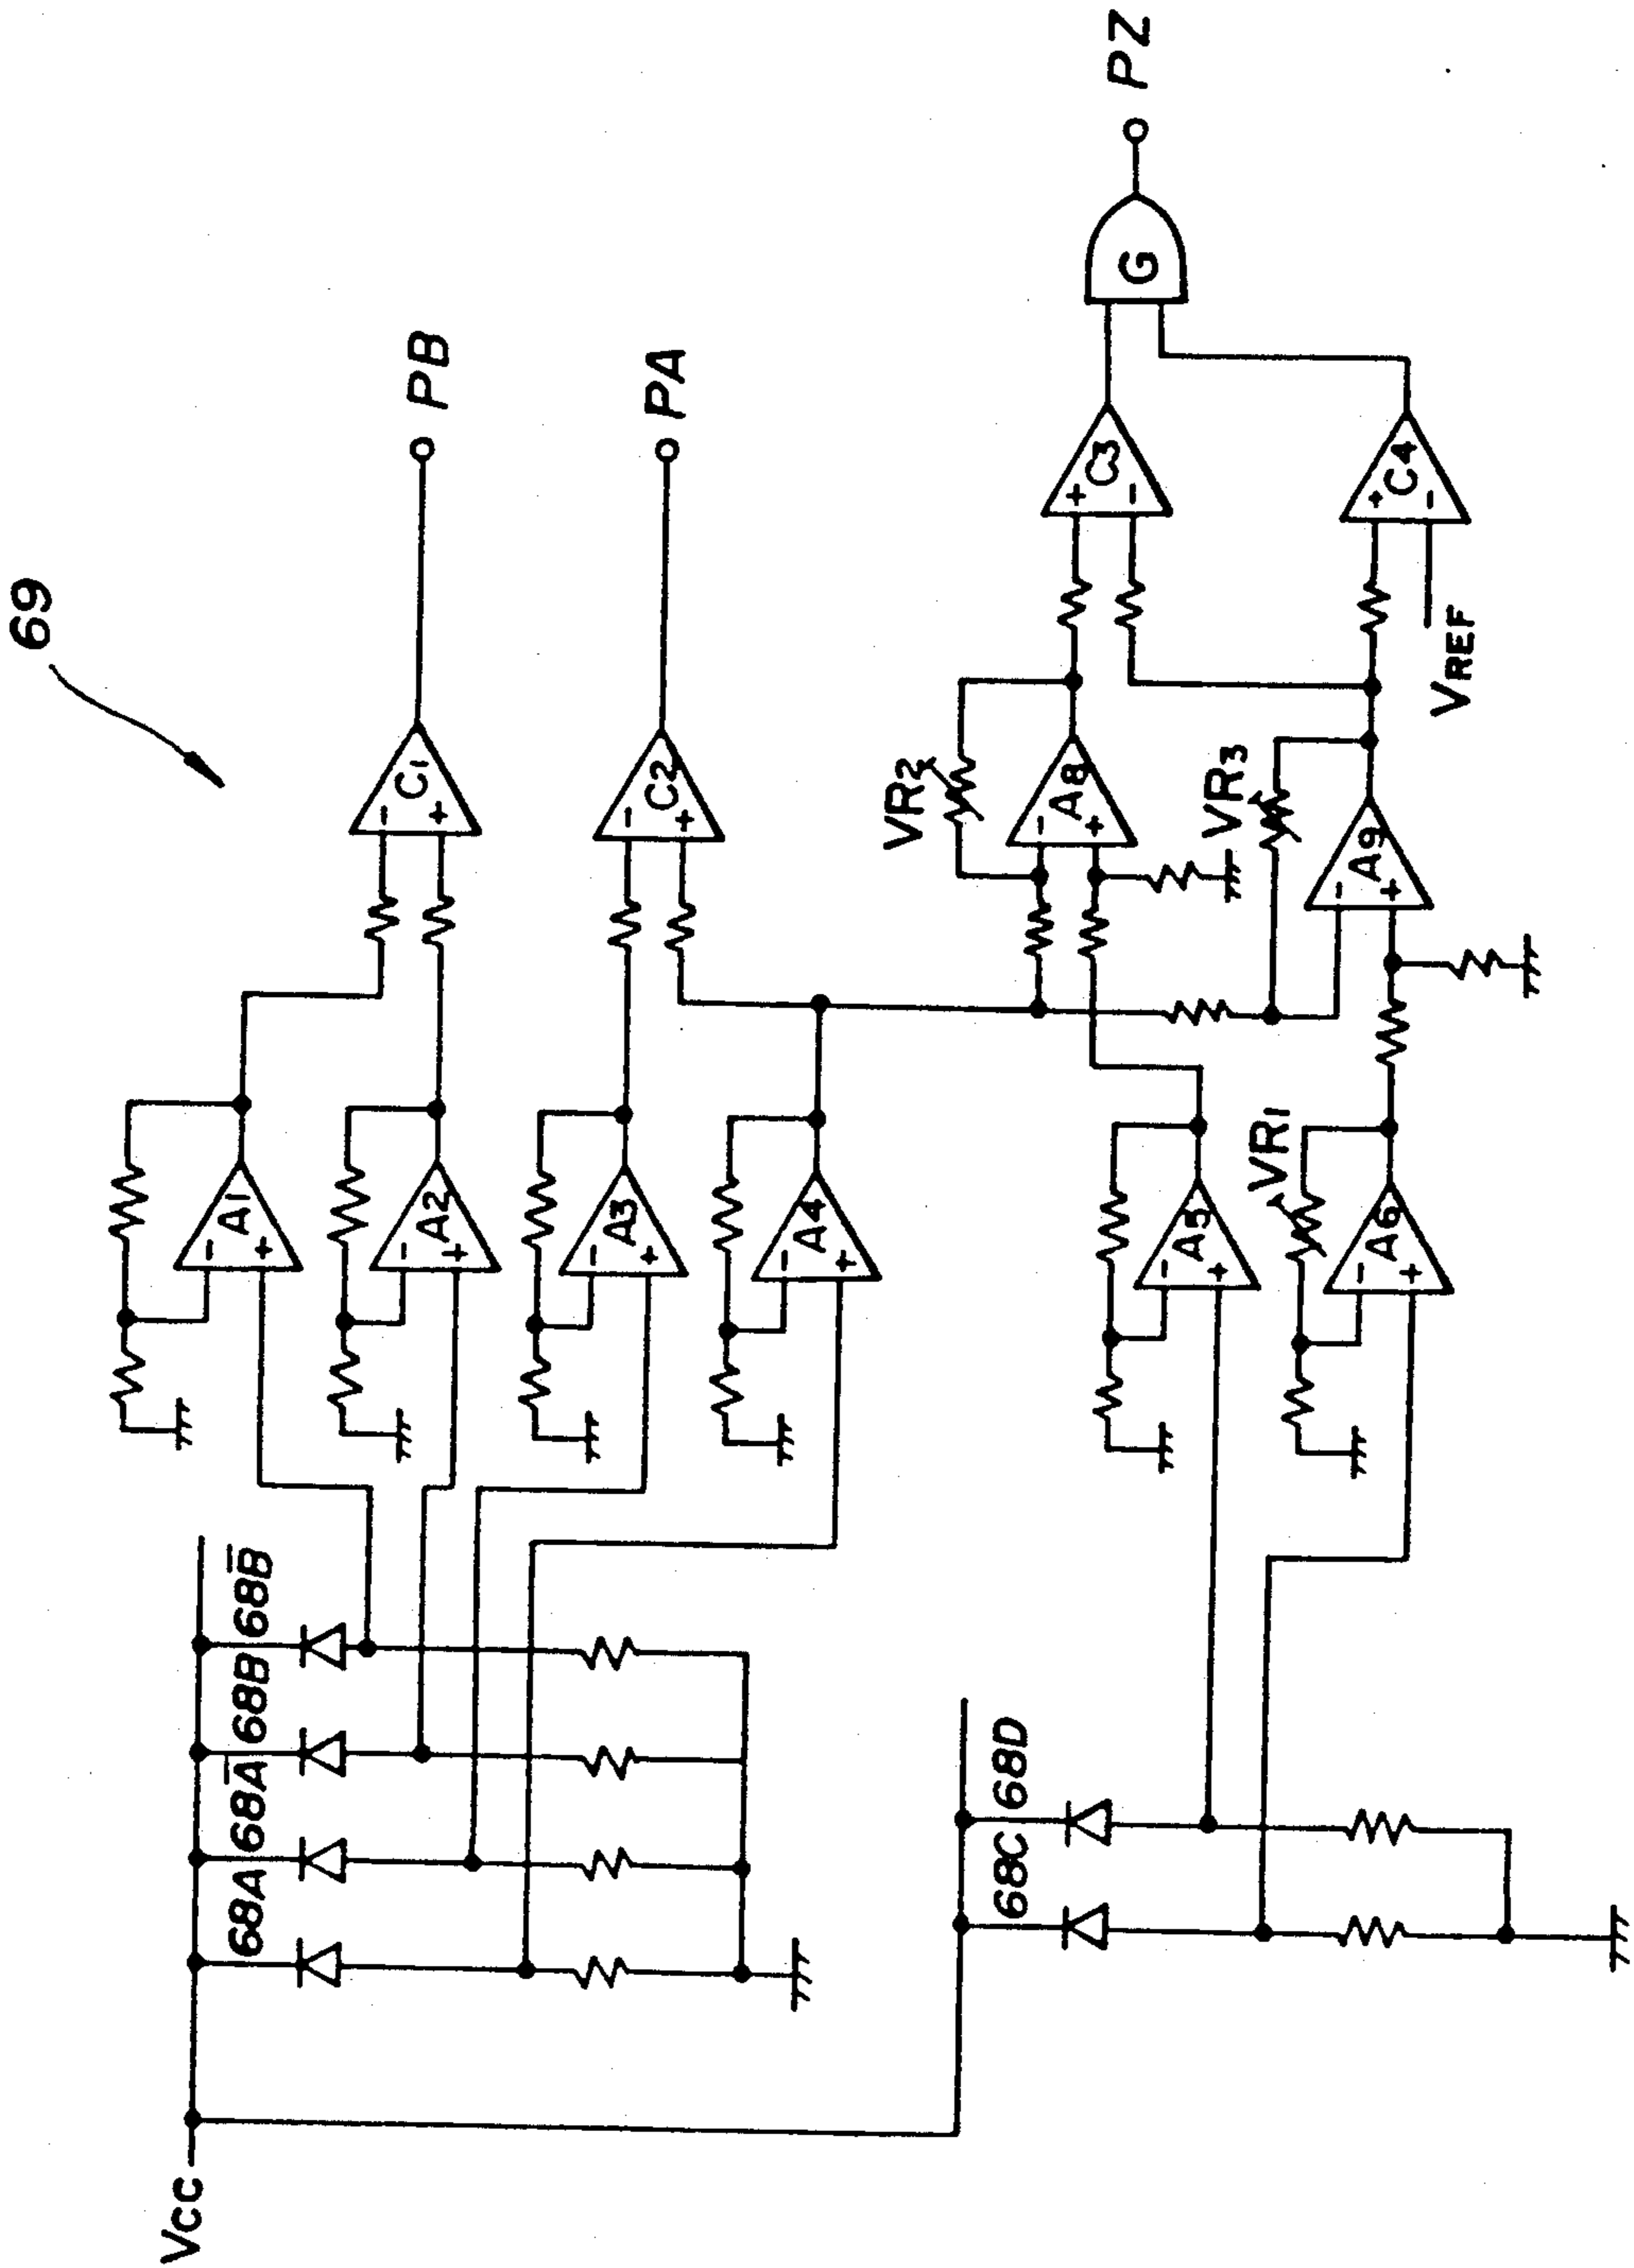 69
VCC
68A
68A̅
68B
68B̅
A1
A2
A3
A4
C1
C2
PB
PA
68C
68D
A5
A6
VR1
VR2
VR3
A8
A9
C3
C4
VREF
G
PZ
- +
- +
- +
- +
- +
- +
- +
- +
- +
- +
- +
+ -
+ -